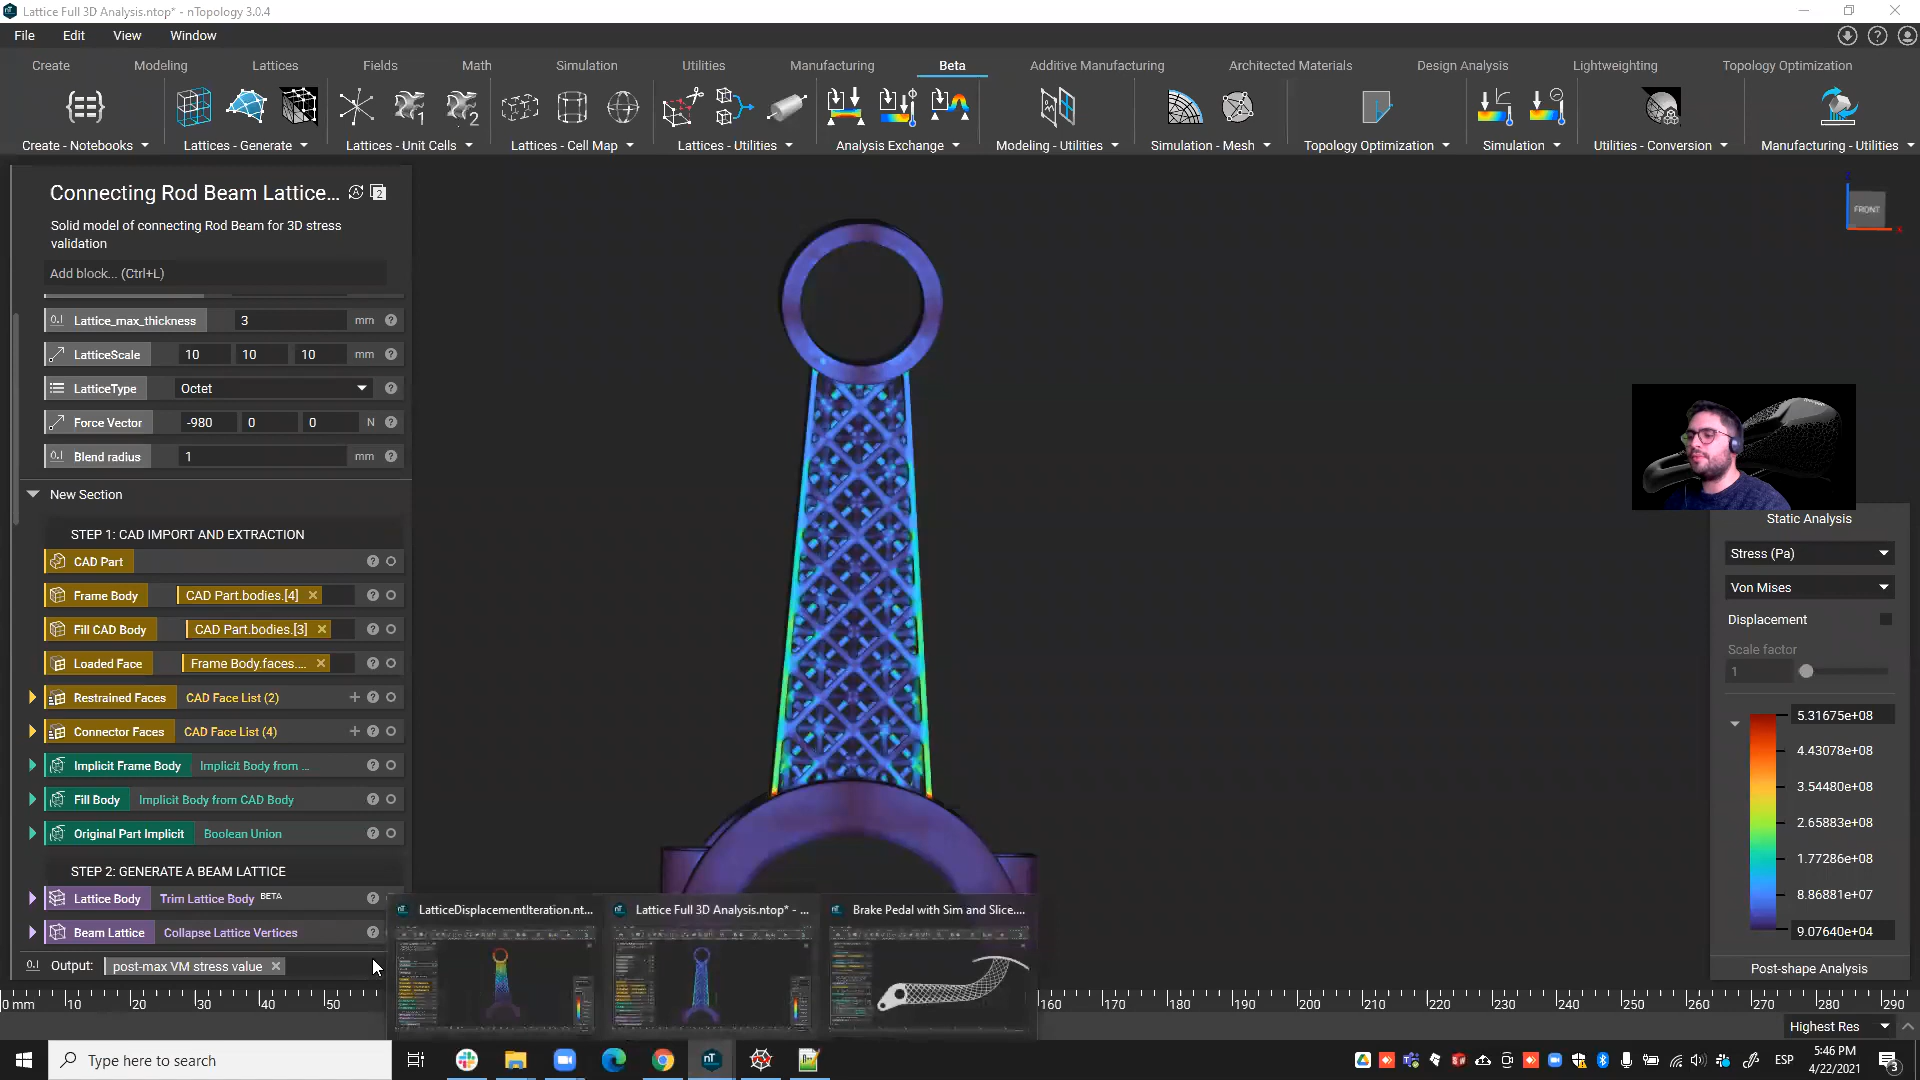 Lattice Full 3D Analysis.ntop* - nTopology 3.0.4
File Edit View Window
Create Modeling Lattices Fields Math Simulation Utilities Manufacturing Beta Additive Manufacturing Architected Materials Design Analysis Lightweighting Topology Optimization
Create - Notebooks Lattices - Generate Lattices - Unit Cells Lattices - Cell Map Lattices - Utilities Analysis Exchange Modeling - Utilities Simulation - Mesh Topology Optimization Simulation Utilities - Conversion Manufacturing - Utilities
Connecting Rod Beam Lattice... 2
Solid model of connecting Rod Beam for 3D stress
validation
Add block... (Ctrl+L)
Lattice_max_thickness 3 mm
LatticeScale 10 10 10 mm
LatticeType Octet
Force Vector -980 0 0 N
Blend radius 1 mm
New Section
STEP 1: CAD IMPORT AND EXTRACTION
CAD Part
Frame Body CAD Part.bodies.[4]
Fill CAD Body CAD Part.bodies.[3]
Loaded Face Frame Body.faces....
Restrained Faces CAD Face List (2)
Connector Faces CAD Face List (4)
Implicit Frame Body Implicit Body from ...
Fill Body Implicit Body from CAD Body
Original Part Implicit Boolean Union
STEP 2: GENERATE A BEAM LATTICE
Lattice Body Trim Lattice Body BETA
Beam Lattice Collapse Lattice Vertices
Output: post-max VM stress value
FRONT
Static Analysis
Stress (Pa)
Von Mises
Displacement
Scale factor
1
5.31675e+08
4.43078e+08
3.54480e+08
2.65883e+08
1.77286e+08
8.86881e+07
9.07640e+04
Post-shape Analysis
LatticeDisplacementIteration.nt... Lattice Full 3D Analysis.ntop* - ... Brake Pedal with Sim and Slice....
0 mm 10 20 30 40 50 160 170 180 190 200 210 220 230 240 250 260 270 280 290
Highest Res
Type here to search
ESP
5:46 PM
4/22/2021
3